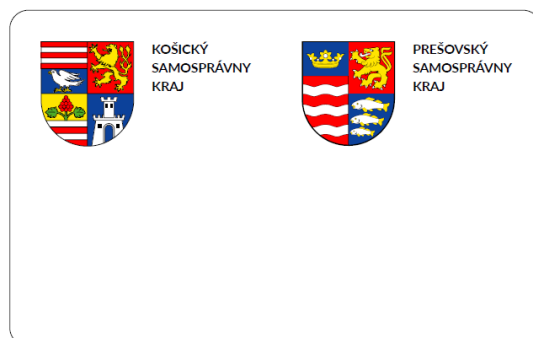 KOŠICKÝ
SAMOSPRÁVNY
KRAJ
PREŠOVSKÝ
SAMOSPRÁVNY
KRAJ